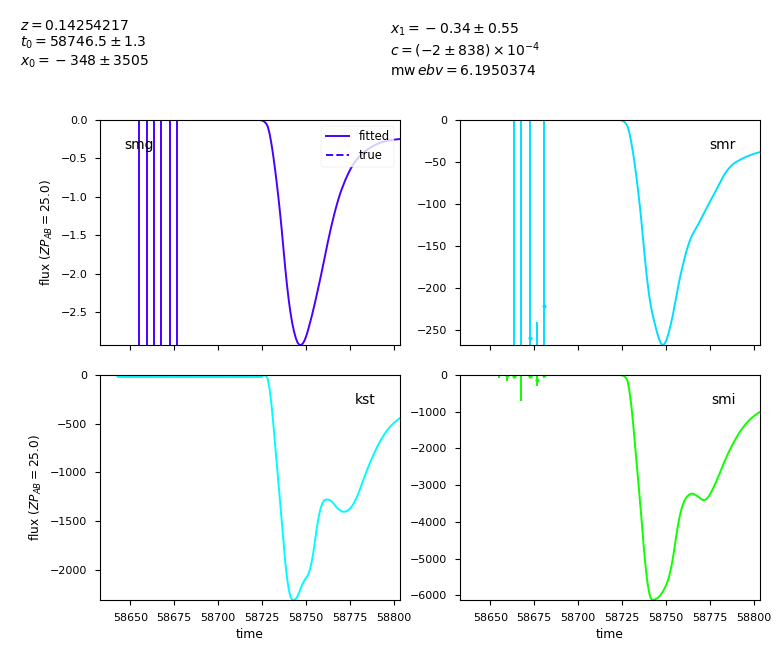 z = 0.14254217
t₀ = 58746.5 ± 1.3
x₀ = −348 ± 3505
x₁ = −0.34 ± 0.55
c = (−2 ± 838) × 10⁻⁴
mw ebv = 6.1950374
0.0
−0.5
−1.0
−1.5
−2.0
−2.5
flux (ZP_AB = 25.0)
smg
fitted
true
0
−50
−100
−150
−200
−250
smr
0
−500
−1000
−1500
−2000
flux (ZP_AB = 25.0)
kst
58650 58675 58700 58725 58750 58775 58800
time
0
−1000
−2000
−3000
−4000
−5000
−6000
smi
58650 58675 58700 58725 58750 58775 58800
time